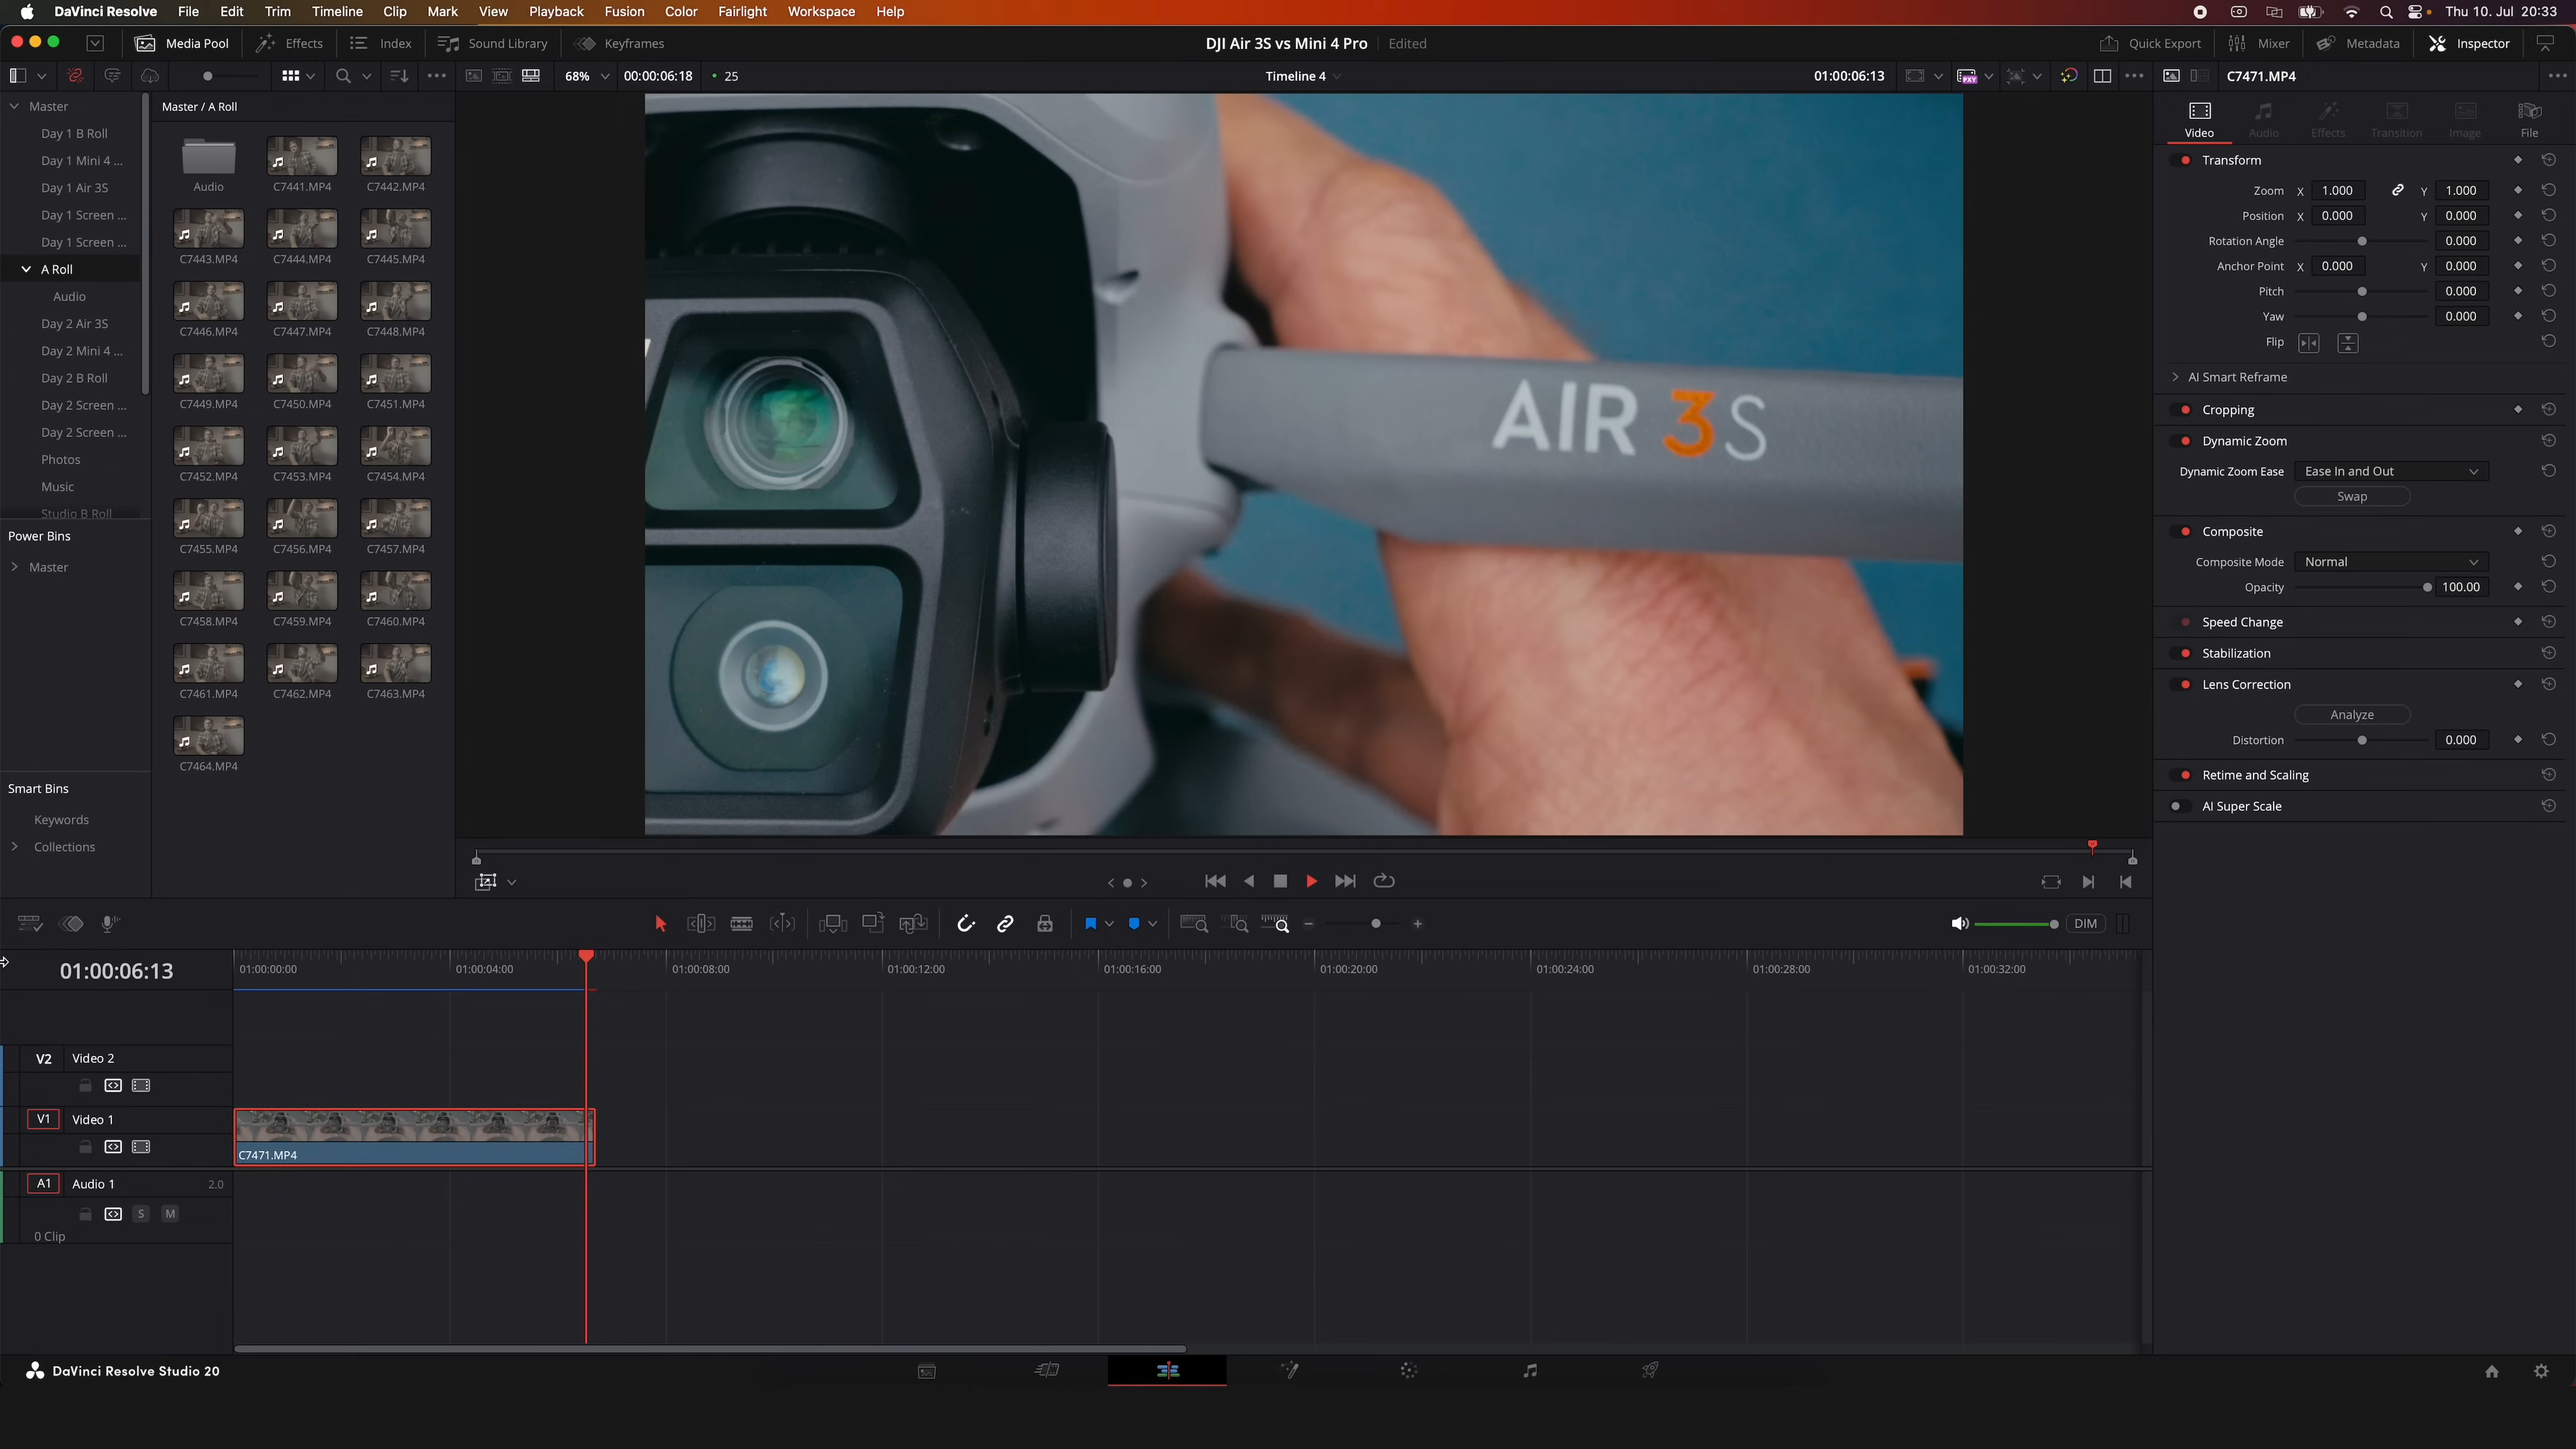 DaVinci Resolve File Edit Trim Timeline Clip Mark View Playback Fusion Color Fairlight Workspace Help Thu 10. Jul 20:33
Media Pool Effects Index Sound Library Keyframes DJI Air 3S vs Mini 4 Pro Edited Quick Export Mixer Metadata Inspector
68% 00:00:06:18 25 Timeline 4 01:00:06:13 PXY C7471.MP4
Master
Day 1 B Roll
Day 1 Mini 4 ...
Day 1 Air 3S
Day 1 Screen ...
Day 1 Screen ...
A Roll
Audio
Day 2 Air 3S
Day 2 Mini 4 ...
Day 2 B Roll
Day 2 Screen ...
Day 2 Screen ...
Photos
Music
Studio B Roll
Power Bins
Master
Smart Bins
Keywords
Collections
Master / A Roll
Audio C7441.MP4 C7442.MP4
C7443.MP4 C7444.MP4 C7445.MP4
C7446.MP4 C7447.MP4 C7448.MP4
C7449.MP4 C7450.MP4 C7451.MP4
C7452.MP4 C7453.MP4 C7454.MP4
C7455.MP4 C7456.MP4 C7457.MP4
C7458.MP4 C7459.MP4 C7460.MP4
C7461.MP4 C7462.MP4 C7463.MP4
C7464.MP4
AIR 3S
Video Audio Effects Transition Image File
Transform
Zoom X 1.000 Y 1.000
Position X 0.000 Y 0.000
Rotation Angle 0.000
Anchor Point X 0.000 Y 0.000
Pitch 0.000
Yaw 0.000
Flip
AI Smart Reframe
Cropping
Dynamic Zoom
Dynamic Zoom Ease Ease In and Out
Swap
Composite
Composite Mode Normal
Opacity 100.00
Speed Change
Stabilization
Lens Correction
Analyze
Distortion 0.000
Retime and Scaling
AI Super Scale
DIM
01:00:06:13 01:00:00:00 01:00:04:00 01:00:08:00 01:00:12:00 01:00:16:00 01:00:20:00 01:00:24:00 01:00:28:00 01:00:32:00
V2 Video 2
V1 Video 1
C7471.MP4
A1 Audio 1 2.0
S M
0 Clip
DaVinci Resolve Studio 20